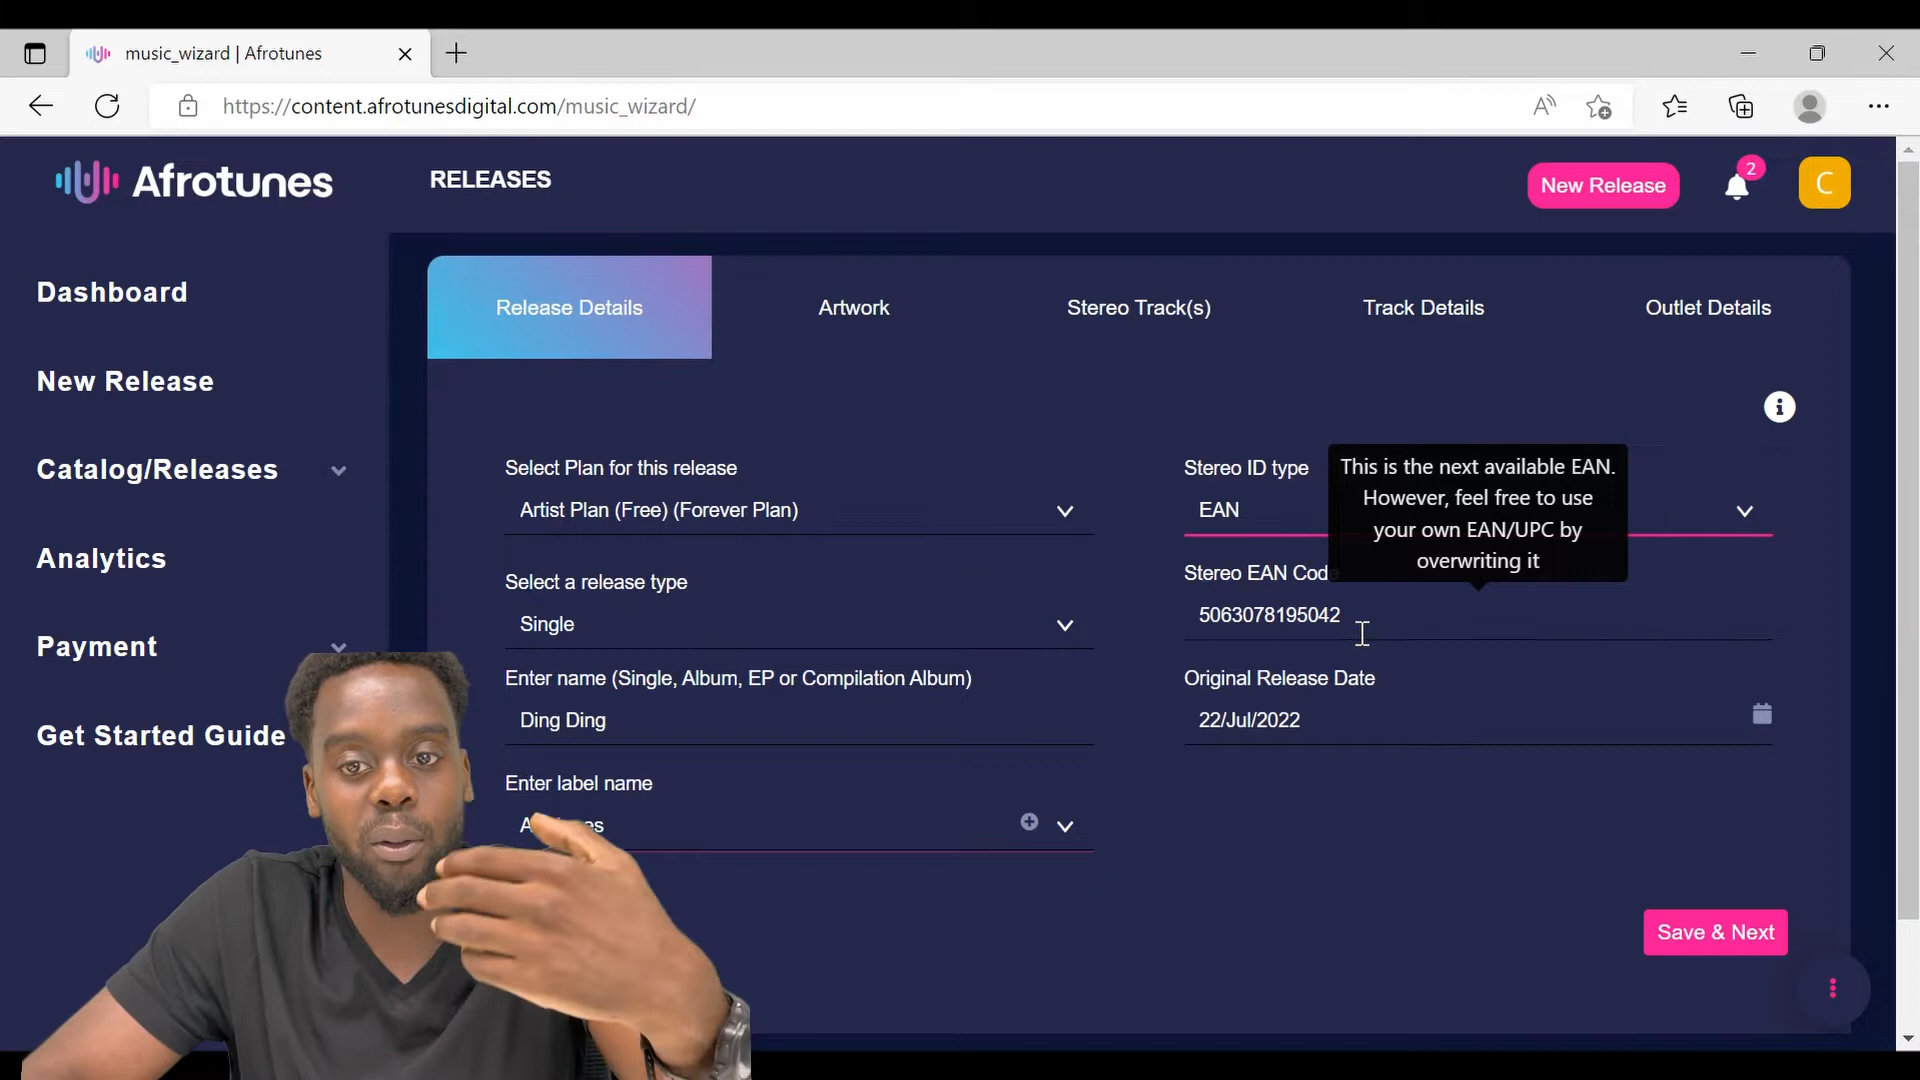 music_wizard | Afrotunes
https://content.afrotunesdigital.com/music_wizard/
Afrotunes
RELEASES
New Release
2
C
Dashboard
New Release
Catalog/Releases
Analytics
Payment
Get Started Guide
Release Details
Artwork
Stereo Track(s)
Track Details
Outlet Details
Select Plan for this release
Artist Plan (Free) (Forever Plan)
Select a release type
Single
Enter name (Single, Album, EP or Compilation Album)
Ding Ding
Enter label name
Stereo ID type
EAN
This is the next available EAN.
However, feel free to use
your own EAN/UPC by
overwriting it
Stereo EAN Code
5063078195042
Original Release Date
22/Jul/2022
Save & Next